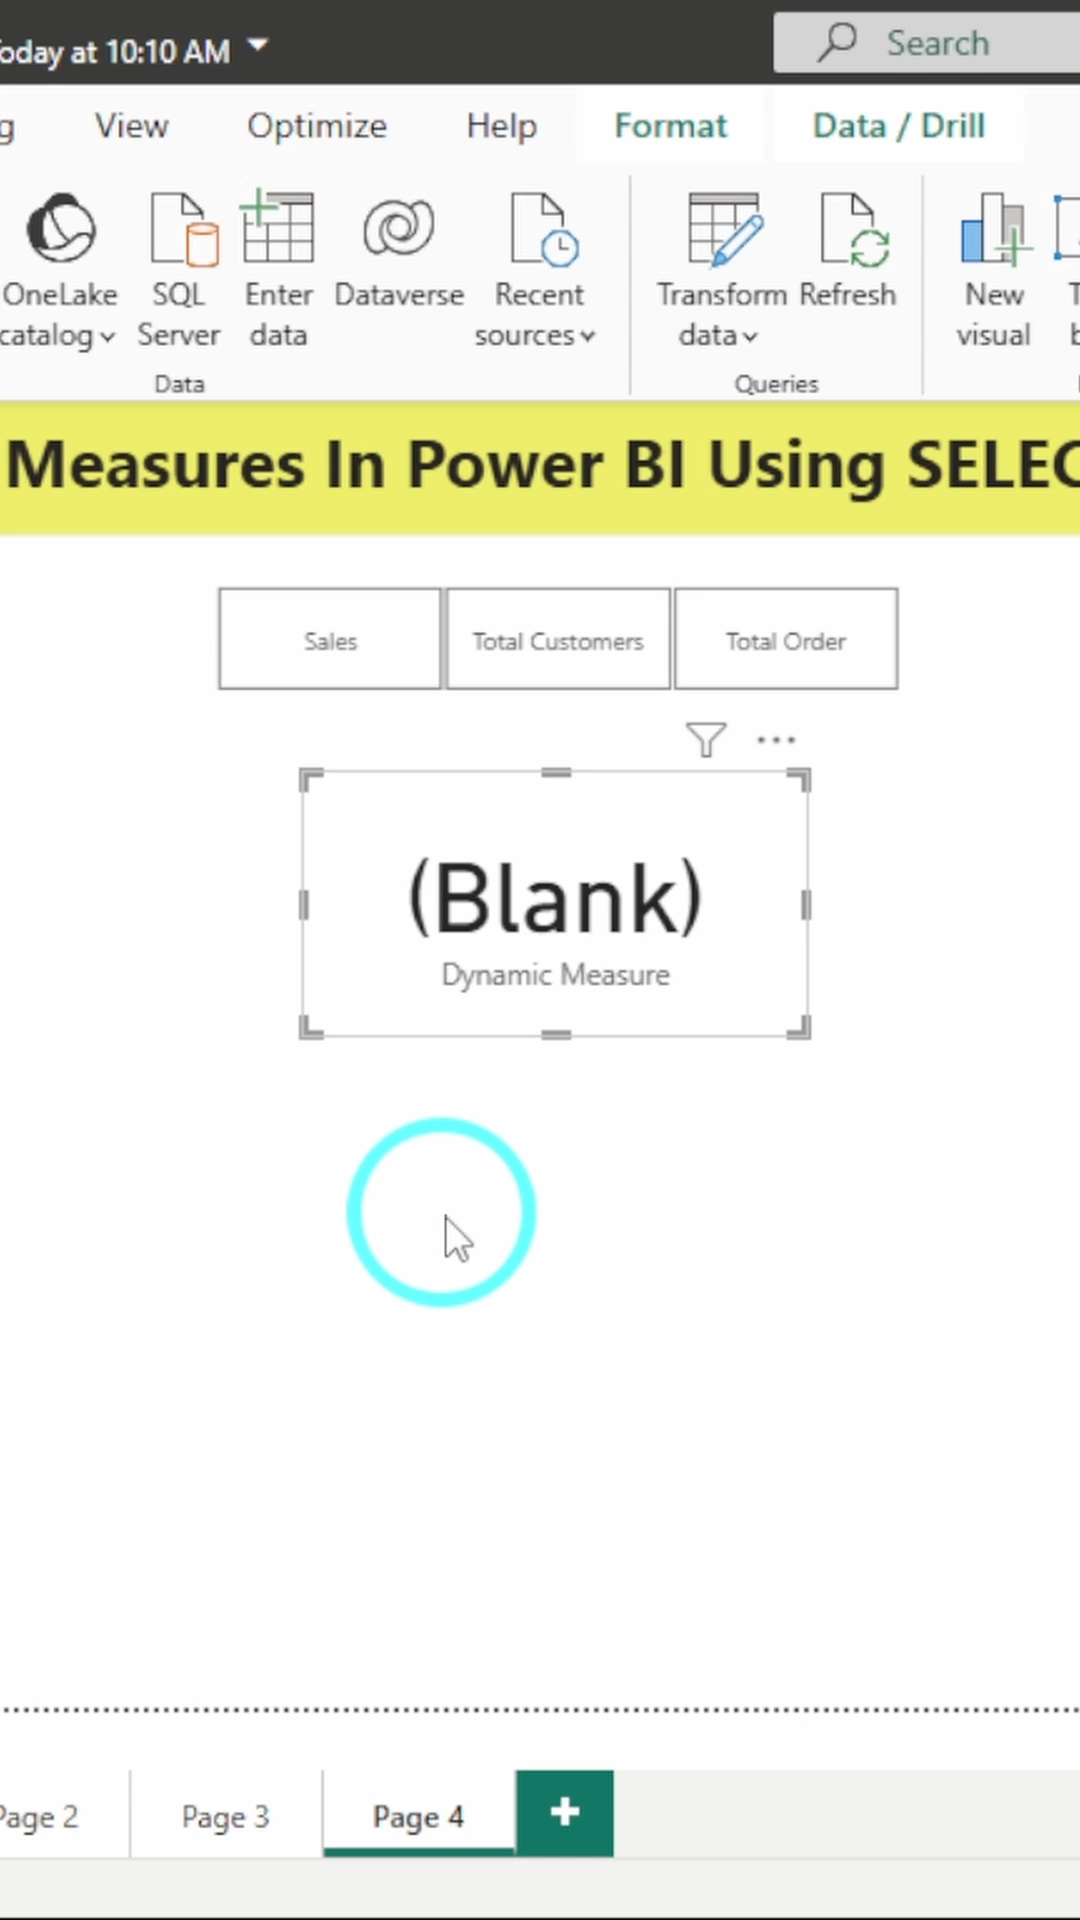 oday at 10:10 AM
Search
g View Optimize Help Format Data / Drill
OneLake catalog
SQL Server
Enter data
Dataverse
Recent sources
Transform data
Refresh
New visual
Data
Queries
Measures In Power BI Using SELEC
Sales
Total Customers
Total Order
(Blank)
Dynamic Measure
Page 2
Page 3
Page 4